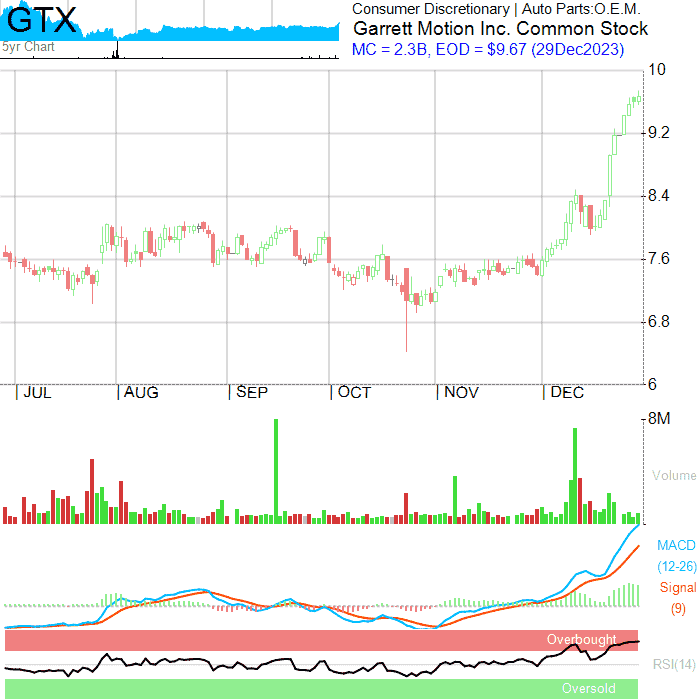 GTX
5yr Chart
Consumer Discretionary | Auto Parts:O.E.M.
Garrett Motion Inc. Common Stock
MC = 2.3B, EOD = $9.67 (29Dec2023)
10
9.2
8.4
7.6
6.8
6
JUL AUG SEP OCT NOV DEC
8M
Volume
MACD
(12-26)
Signal
(9)
Overbought
RSI(14)
Oversold